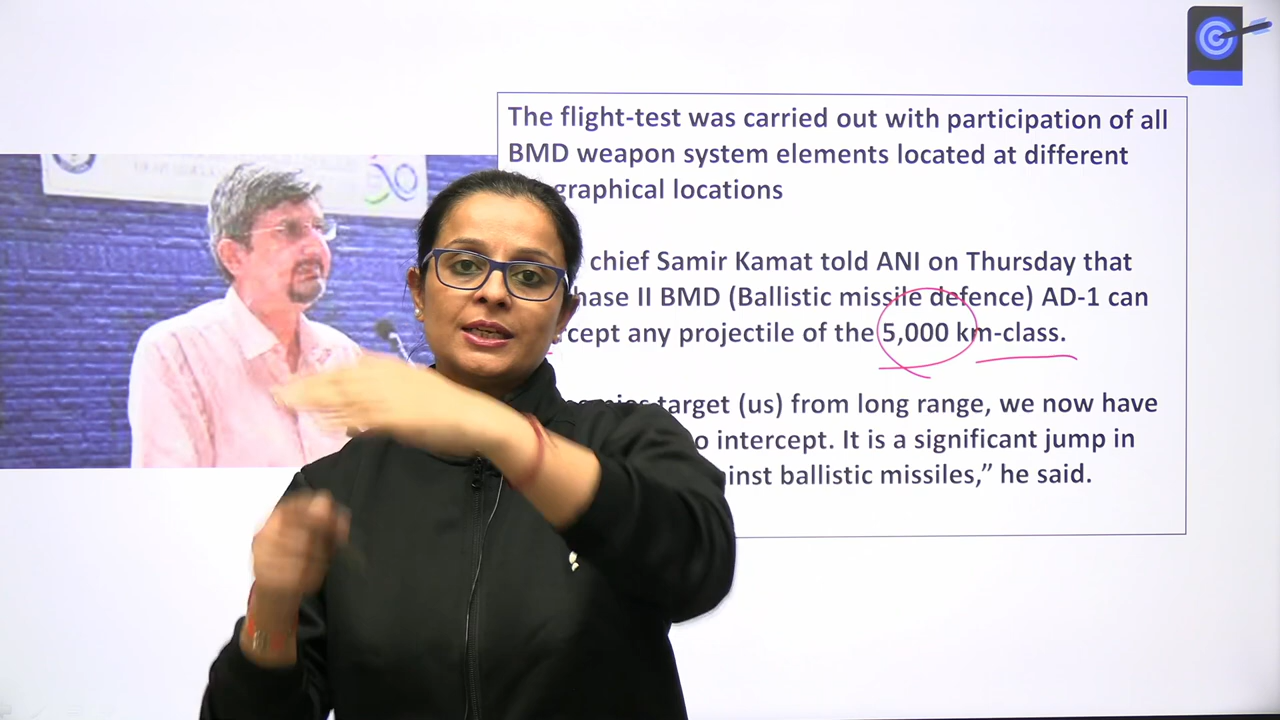 The flight-test was carried out with participation of all
BMD weapon system elements located at different
graphical locations
chief Samir Kamat told ANI on Thursday that
hase II BMD (Ballistic missile defence) AD-1 can
rcept any projectile of the 5,000 km-class.
target (us) from long range, we now have
o intercept. It is a significant jump in
inst ballistic missiles,” he said.